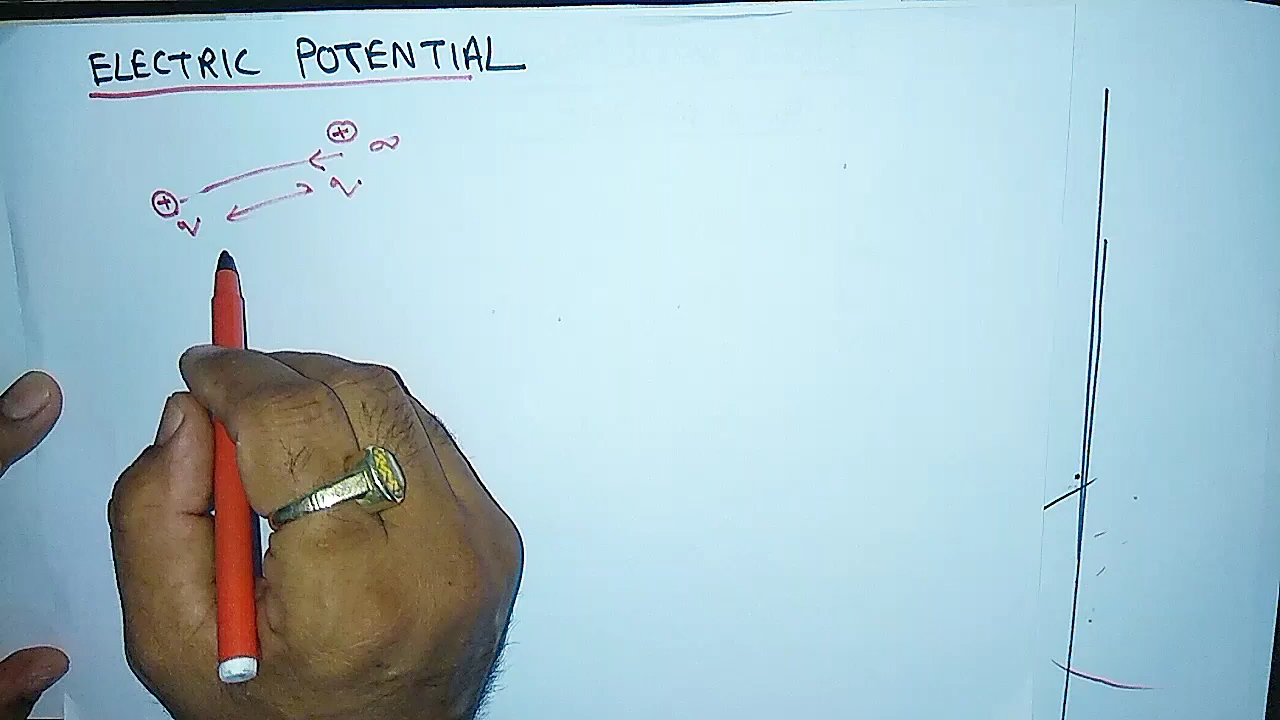 ELECTRIC POTENTIAL
+
+
q.
q